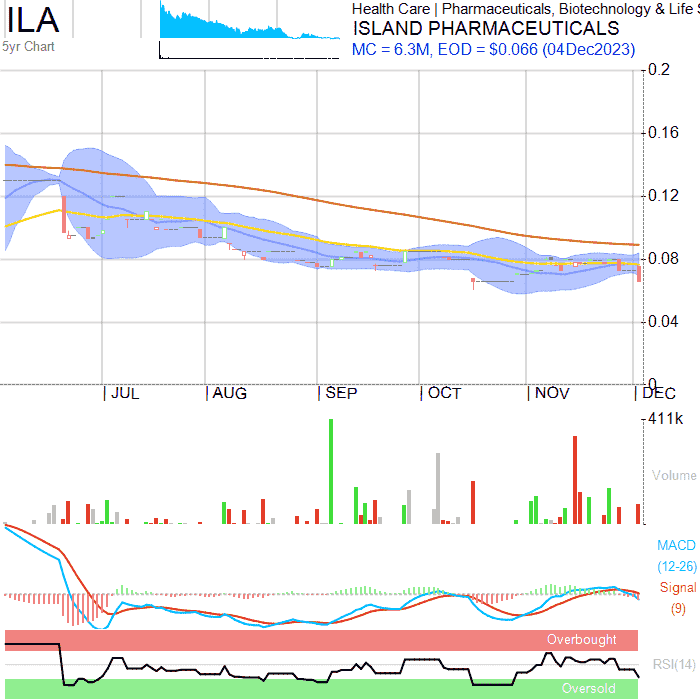 ILA
5yr Chart
Health Care | Pharmaceuticals, Biotechnology & Life S
ISLAND PHARMACEUTICALS
MC = 6.3M, EOD = $0.066 (04Dec2023)
0.2
0.16
0.12
0.08
0.04
0
JUL AUG SEP OCT NOV DEC
411k
Volume
MACD
(12-26)
Signal
(9)
Overbought
RSI(14)
Oversold